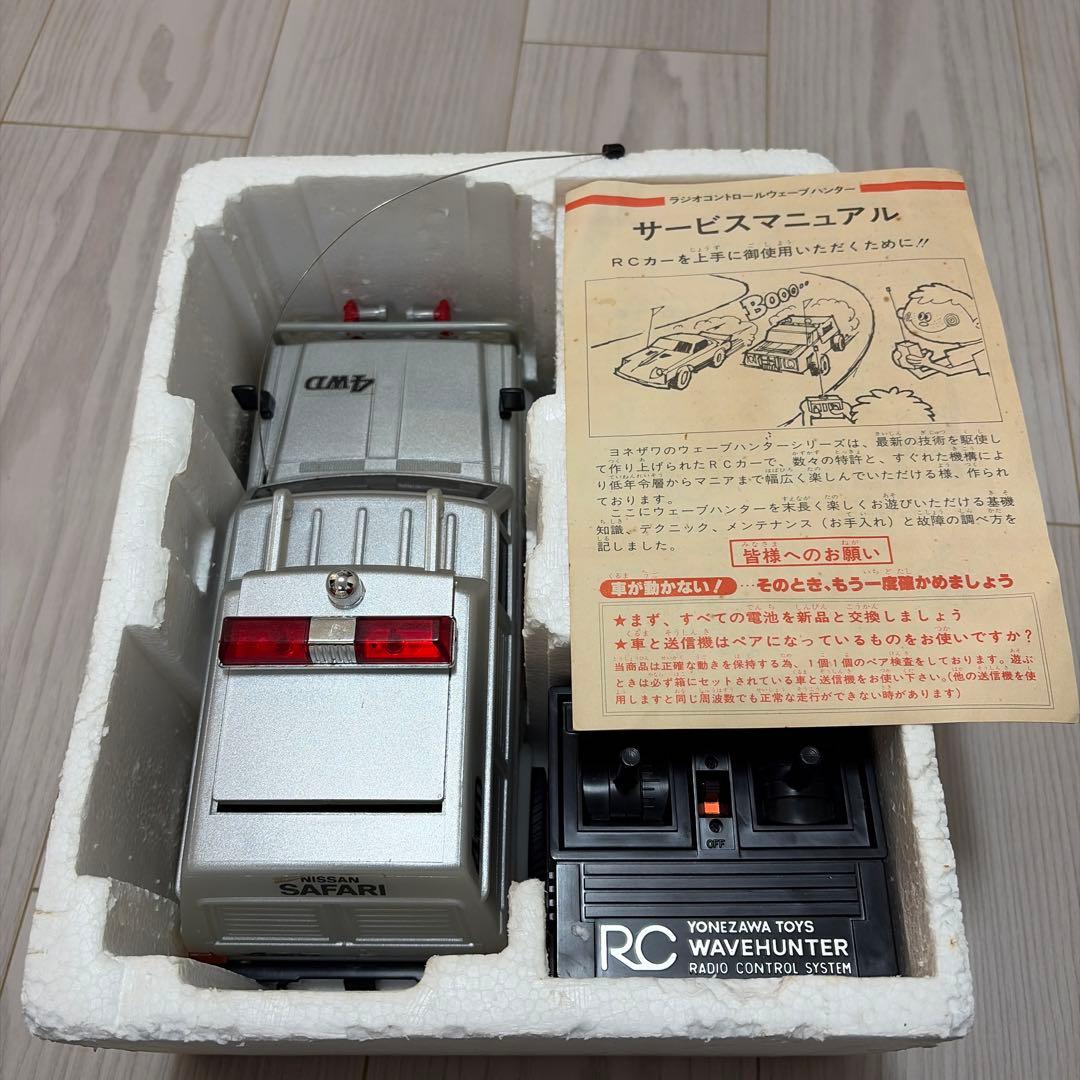 ラジオコントロールウェーブハンター
サービスマニュアル
RCカーを上手に御使用いただくために!!
BOOO‥
ヨネザワのウェーブハンターシリーズは、最新の技術を駆使し
て作り上げられたRCカーで、数々の特許と、すぐれた機構によ
り低年令層からマニアまで幅広く楽しんでいただける様、作られ
ております。
ここにウェーブハンターを末長く楽しくお遊びいただける基礎
知識、テクニック、メンテナンス(お手入れ)と故障の調べ方を
記しました。
皆様へのお願い
車が動かない!…そのとき、もう一度確かめましょう
★まず、すべての電池を新品と交換しましょう
★車と送信機はペアになっているものをお使いですか?
当商品は正確な動きを保持する為、1個1個のペア検査をしております。遊ぶ
ときは必ず箱にセットされている車と送信機をお使い下さい。(他の送信機を使
用しますと同じ周波数でも正常な走行ができない時があります)
4WD
NISSAN
SAFARI
OFF
RC
YONEZAWA TOYS
WAVEHUNTER
RADIO CONTROL SYSTEM